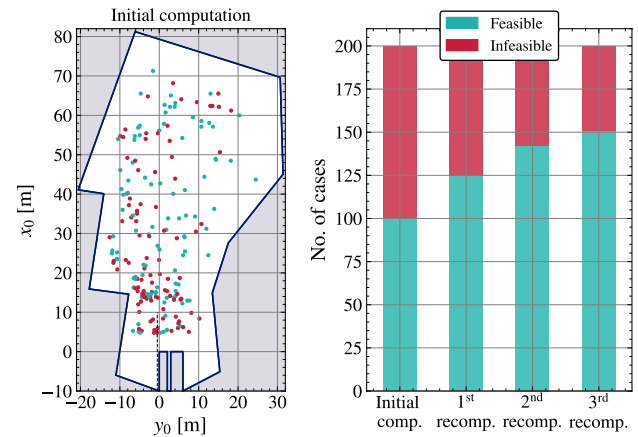 Initial computation
80
70
60
50
40
30
20
10
0
−10
x₀ [m]
−20 −10 0 10 20 30
y₀ [m]
Feasible
Infeasible
200
175
150
125
100
75
50
25
0
No. of cases
Initial comp.
1st recomp.
2nd recomp.
3rd recomp.